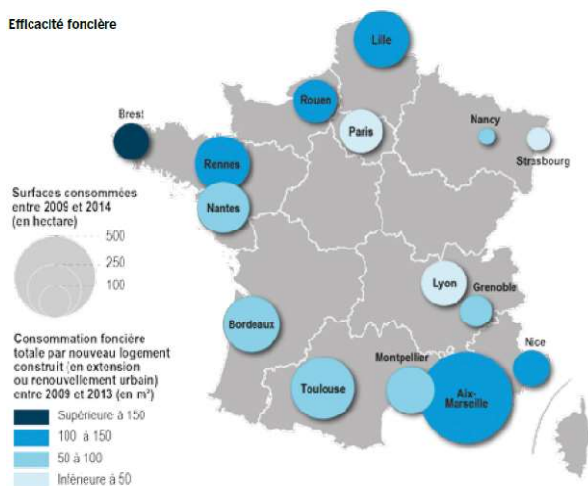 Efficacité foncière
Lille
Rouen
Brest
Paris
Nancy
Strasbourg
Rennes
Nantes
Surfaces consommées
entre 2009 et 2014
(en hectare)
500
250
100
Lyon
Grenoble
Bordeaux
Consommation foncière
totale par nouveau logement
construit (en extension
ou renouvellement urbain)
entre 2009 et 2013 (en m²)
Nice
Montpellier
Toulouse
Aix-
Marseille
Supérieure à 150
100 à 150
50 à 100
Inféneure à 50